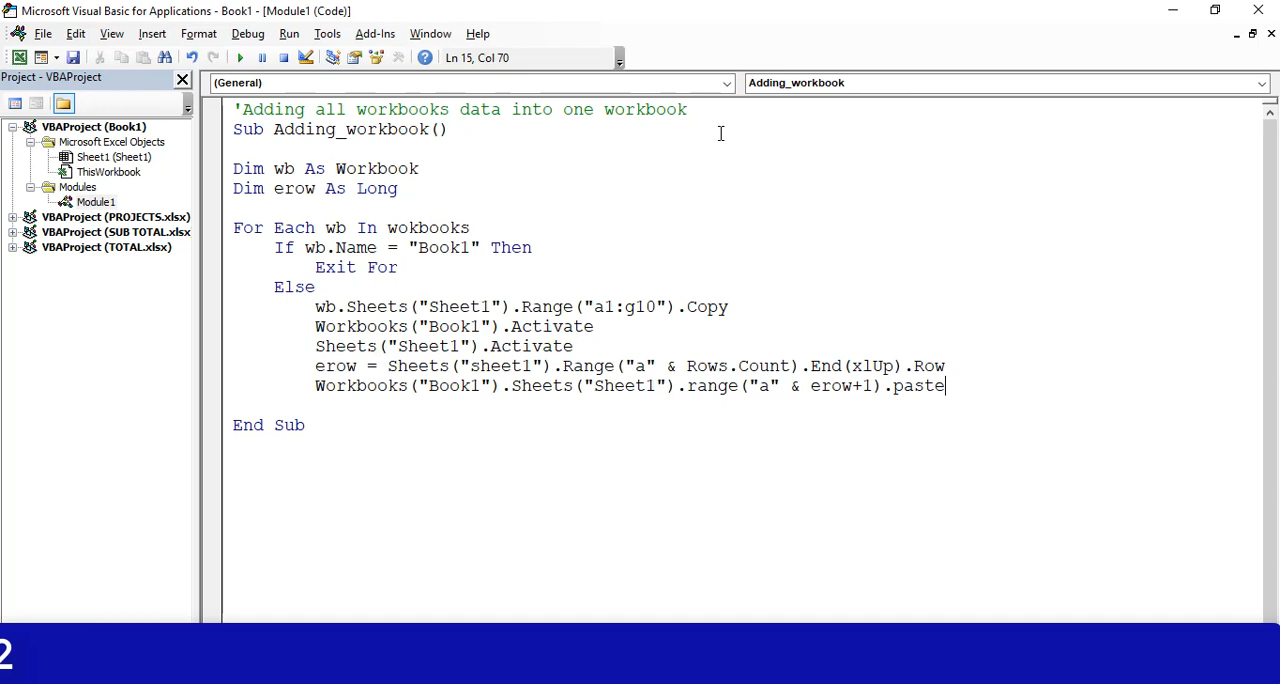 Microsoft Visual Basic for Applications - Book1 - [Module1 (Code)]
File Edit View Insert Format Debug Run Tools Add-Ins Window Help
Ln 15, Col 70
Project - VBAProject
(General) Adding_workbook
VBAProject (Book1)
Microsoft Excel Objects
Sheet1 (Sheet1)
ThisWorkbook
Modules
Module1
VBAProject (PROJECTS.xlsx)
VBAProject (SUB TOTAL.xlsx
VBAProject (TOTAL.xlsx)
'Adding all workbooks data into one workbook
Sub Adding_workbook()
Dim wb As Workbook
Dim erow As Long
For Each wb In wokbooks
If wb.Name = "Book1" Then
Exit For
Else
wb.Sheets("Sheet1").Range("a1:g10").Copy
Workbooks("Book1").Activate
Sheets("Sheet1").Activate
erow = Sheets("sheet1").Range("a" & Rows.Count).End(xlUp).Row
Workbooks("Book1").Sheets("Sheet1").range("a" & erow+1).paste
End Sub
2